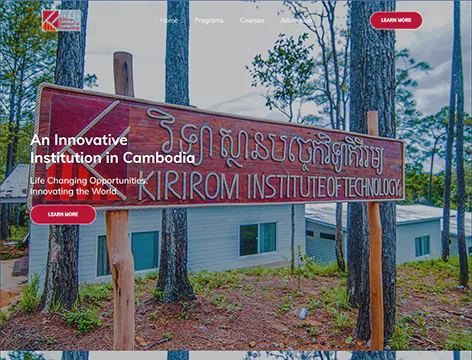 Home Programs Courses
LEARN MORE
វិទ្យាស្ថានបច្ចេកវិទ្យាគីរីរម្យ
KIRIROM INSTITUTE OF TECHNOLOGY
An Innovative
Institution in Cambodia
Life Changing Opportunities.
Innovating the World.
LEARN MORE